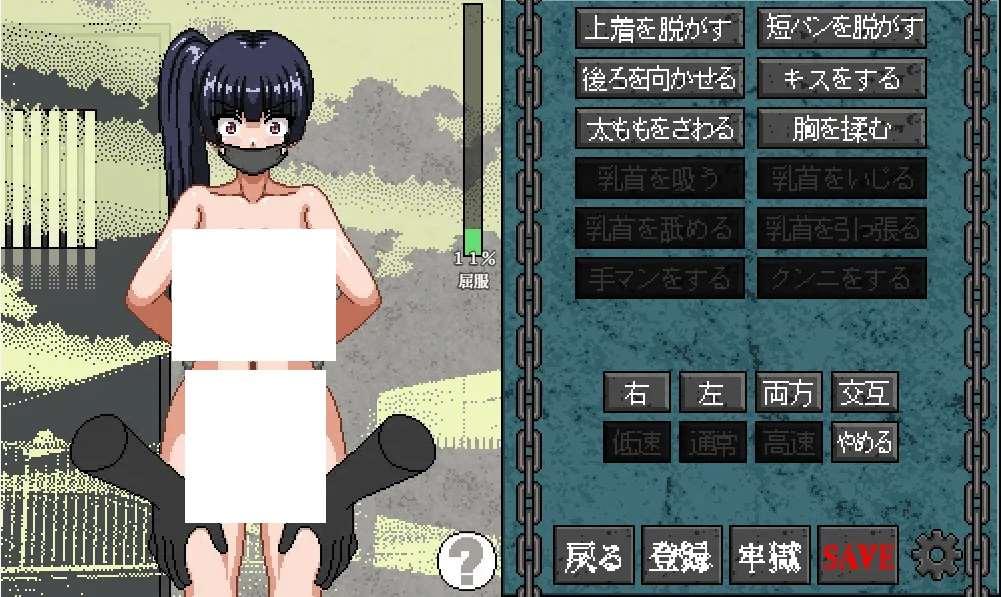 上着を脱がす
短パンを脱がす
後ろを向かせる
キスをする
太ももをさわる
胸を揉む
乳首を吸う
乳首をいじる
乳首を舐める
乳首を引っ張る
手マンをする
クンニをする
11%
屈服
右
左
両方
交互
低速
通常
高速
やめる
?
戻る
登録
牢獄
SAVE